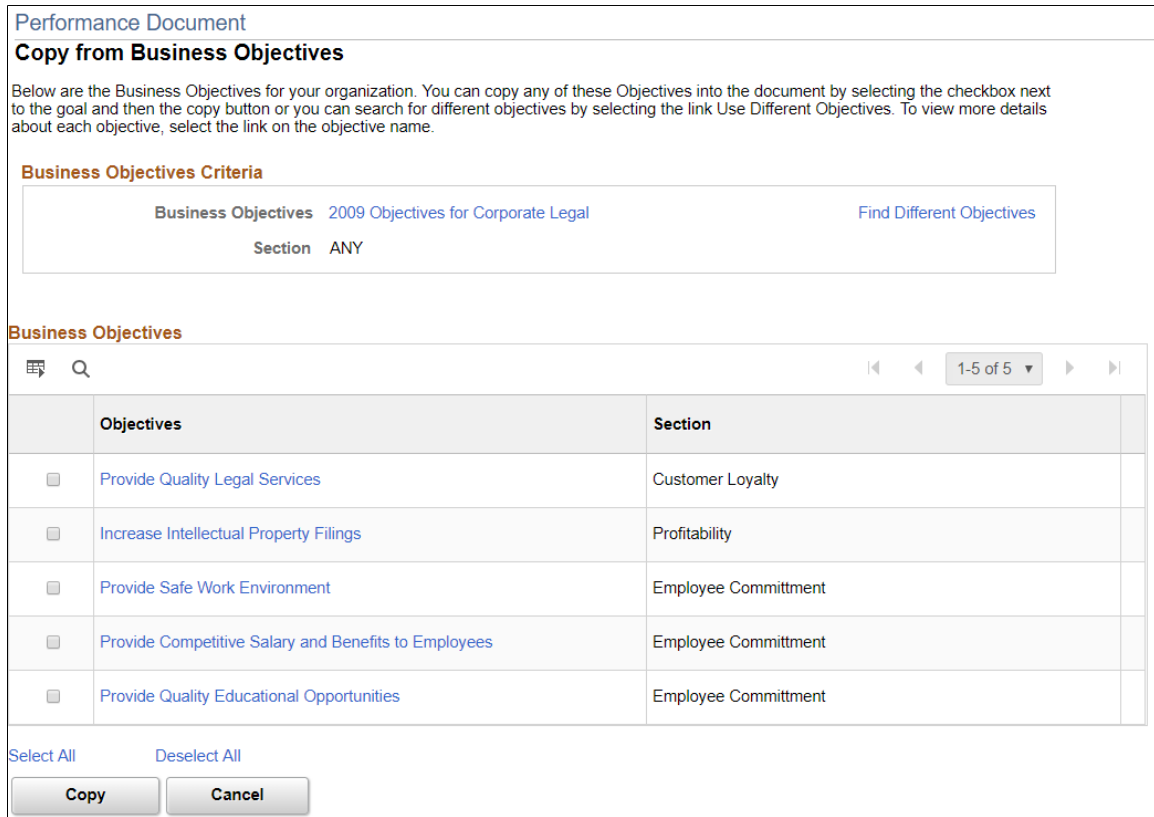 Performance Document
Copy from Business Objectives
Below are the Business Objectives for your organization. You can copy any of these Objectives into the document by selecting the checkbox next
to the goal and then the copy button or you can search for different objectives by selecting the link Use Different Objectives. To view more details
about each objective, select the link on the objective name.
Business Objectives Criteria
Business Objectives 2009 Objectives for Corporate Legal Find Different Objectives
Section ANY
Business Objectives
1-5 of 5
Objectives Section
Provide Quality Legal Services Customer Loyalty
Increase Intellectual Property Filings Profitability
Provide Safe Work Environment Employee Committment
Provide Competitive Salary and Benefits to Employees Employee Committment
Provide Quality Educational Opportunities Employee Committment
Select All Deselect All
Copy Cancel